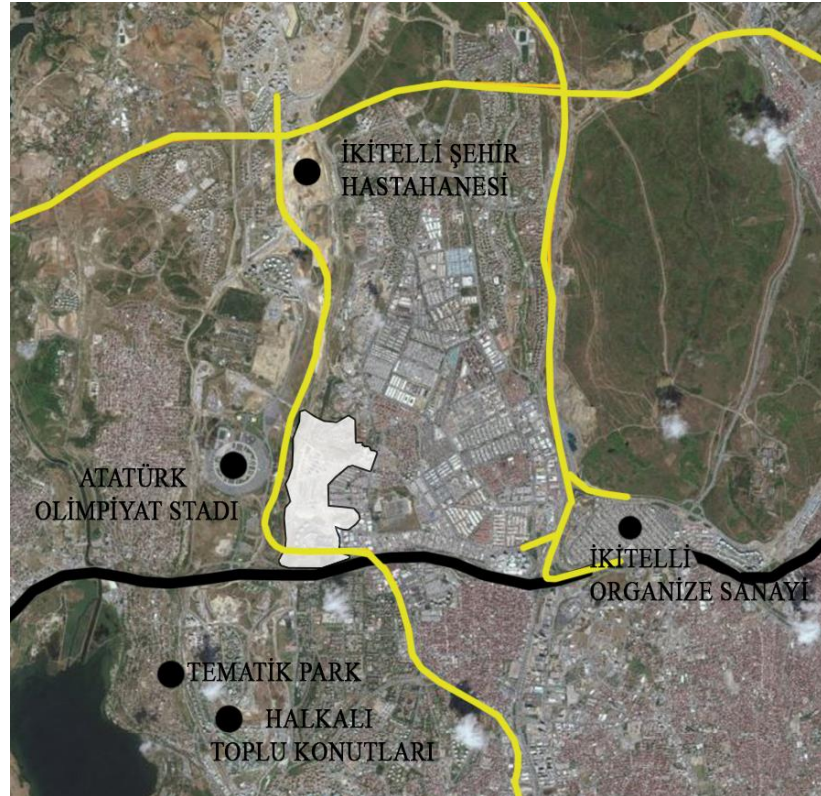 İKİTELLİ ŞEHİR
HASTAHANESİ
ATATÜRK
OLİMPİYAT STADI
İKİTELLİ
ORGANİZE SANAYİ
TEMATİK PARK
HALKALI
TOPLU KONUTLARI